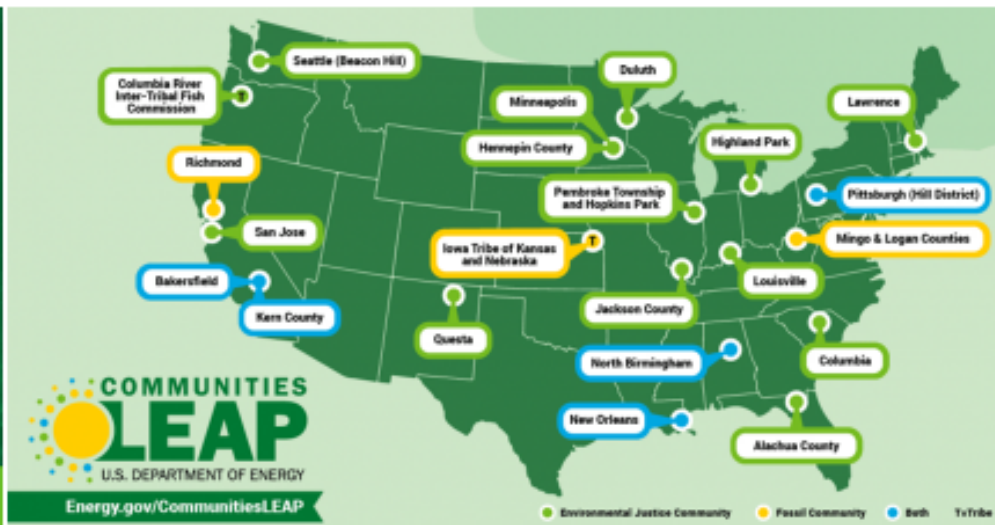 Seattle (Beacon Hill)
Columbia River
Inter-Tribal Fish
Commission
T
Duluth
Minneapolis
Hennepin County
Lawrence
Highland Park
Richmond
Pembroke Township
and Hopkins Park
Pittsburgh (Hill District)
San Jose
Iowa Tribe of Kansas
and Nebraska
T
Mingo & Logan Counties
Bakersfield
Kern County
Louisville
Jackson County
Questa
North Birmingham
Columbia
New Orleans
Alachua County
COMMUNITIES
LEAP
U.S. DEPARTMENT OF ENERGY
Energy.gov/CommunitiesLEAP
Environmental Justice Community
Fossil Community
Both
T=Tribe